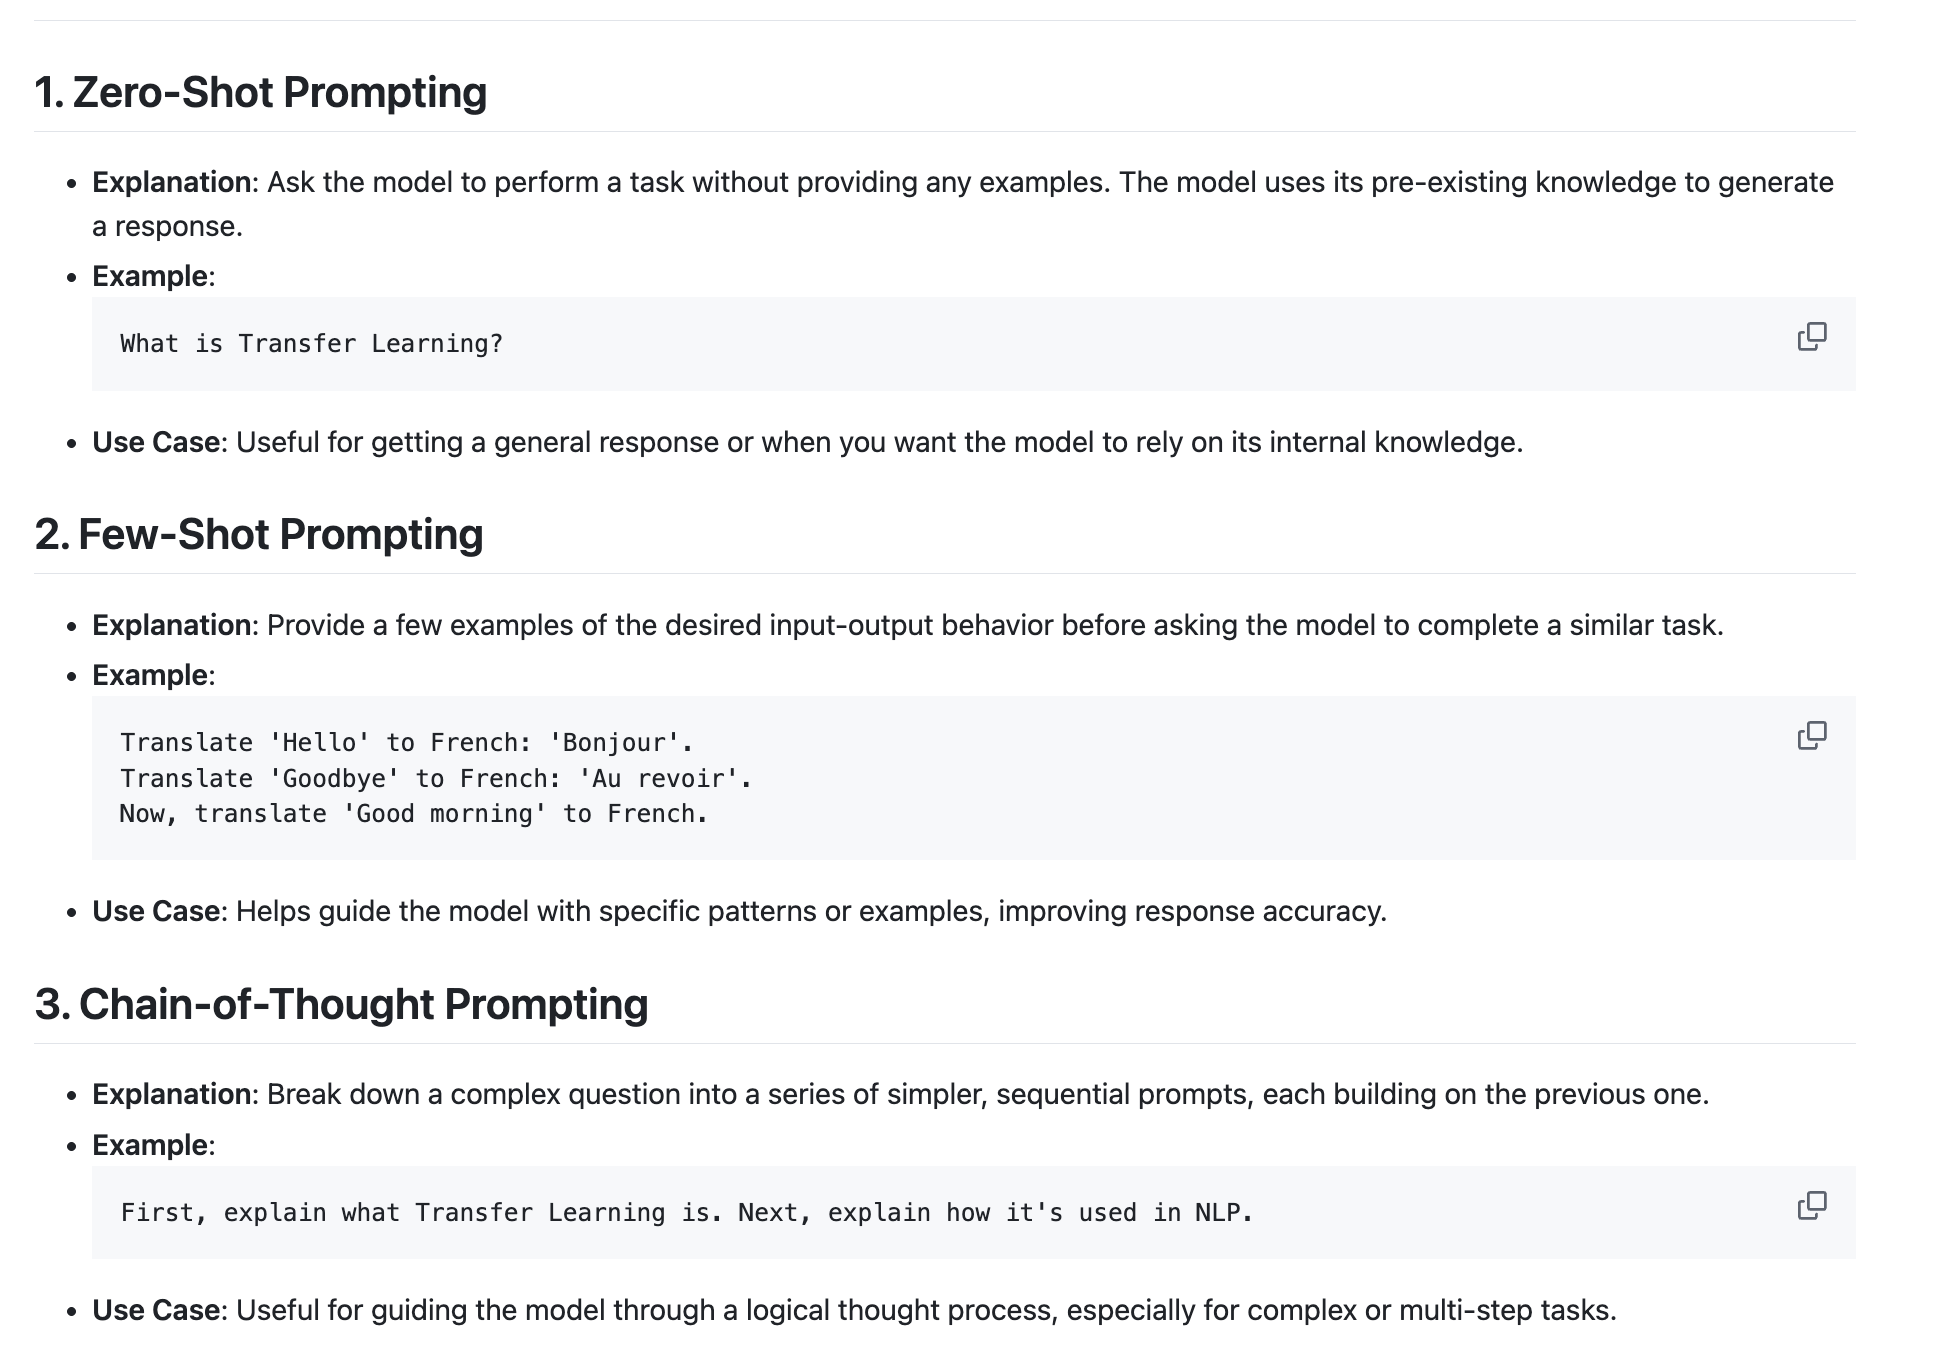 1. Zero-Shot Prompting
• Explanation: Ask the model to perform a task without providing any examples. The model uses its pre-existing knowledge to generate
a response.
• Example:
What is Transfer Learning?
• Use Case: Useful for getting a general response or when you want the model to rely on its internal knowledge.
2. Few-Shot Prompting
• Explanation: Provide a few examples of the desired input-output behavior before asking the model to complete a similar task.
• Example:
Translate 'Hello' to French: 'Bonjour'.
Translate 'Goodbye' to French: 'Au revoir'.
Now, translate 'Good morning' to French.
• Use Case: Helps guide the model with specific patterns or examples, improving response accuracy.
3. Chain-of-Thought Prompting
• Explanation: Break down a complex question into a series of simpler, sequential prompts, each building on the previous one.
• Example:
First, explain what Transfer Learning is. Next, explain how it's used in NLP.
• Use Case: Useful for guiding the model through a logical thought process, especially for complex or multi-step tasks.